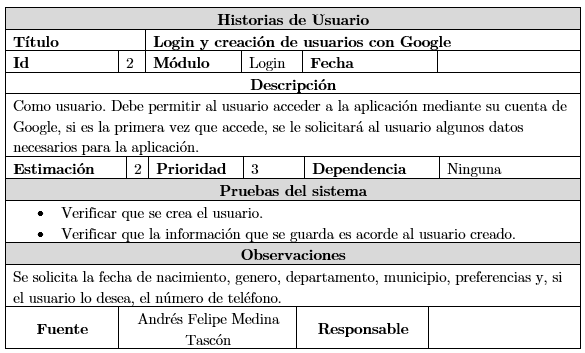 Historias de Usuario
Título Login y creación de usuarios con Google
Id 2 Módulo Login Fecha
Descripción
Como usuario. Debe permitir al usuario acceder a la aplicación mediante su cuenta de
Google, si es la primera vez que accede, se le solicitará al usuario algunos datos
necesarios para la aplicación.
Estimación 2 Prioridad 3 Dependencia Ninguna
Pruebas del sistema
• Verificar que se crea el usuario.
• Verificar que la información que se guarda es acorde al usuario creado.
Observaciones
Se solicita la fecha de nacimiento, genero, departamento, municipio, preferencias y, si
el usuario lo desea, el número de teléfono.
Fuente Andrés Felipe Medina Responsable
Tascón